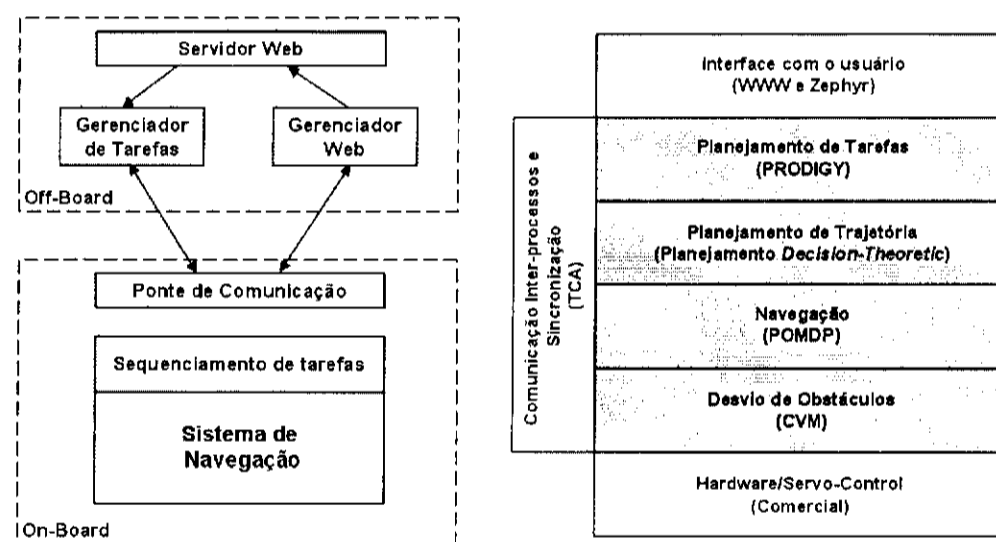 Servidor Web
Gerenciador
de Tarefas
Gerenciador
Web
Off-Board
Ponte de Comunicação
Sequenciamento de tarefas
Sistema de
Navegação
On-Board
Interface com o usuário
(WWW e Zephyr)
Comunicação Inter-processos e
Sincronização
(TCA)
Planejamento de Tarefas
(PRODIGY)
Planejamento de Trajetória
(Planejamento Decision-Theoretic)
Navegação
(POMDP)
Desvio de Obstáculos
(CVM)
Hardware/Servo-Control
(Comercial)